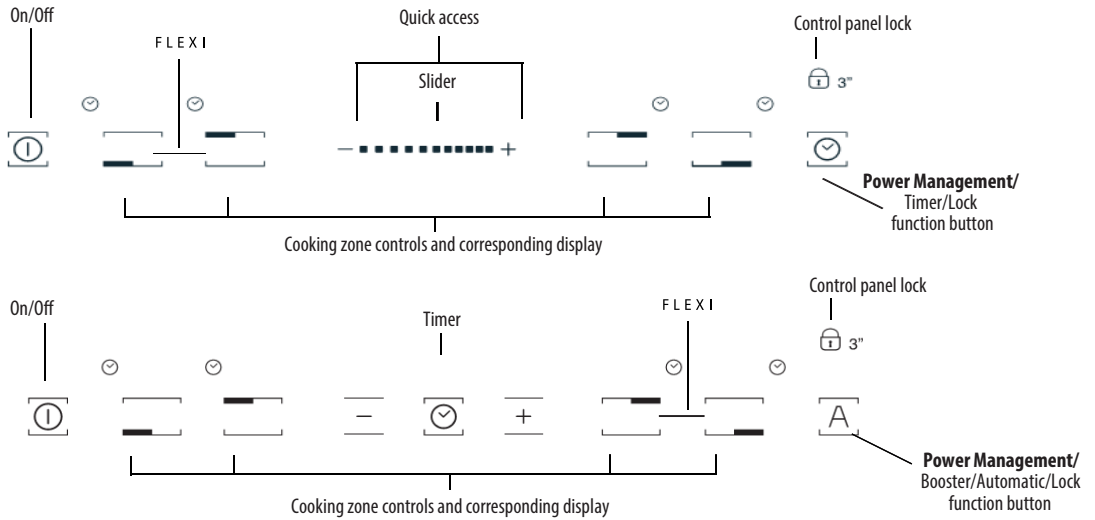 On/Off
Quick access
Control panel lock
FLEXI
Slider
3”
Power Management/
Timer/Lock
function button
Cooking zone controls and corresponding display
On/Off
Timer
FLEXI
Control panel lock
3”
A
Power Management/
Booster/Automatic/Lock
function button
Cooking zone controls and corresponding display